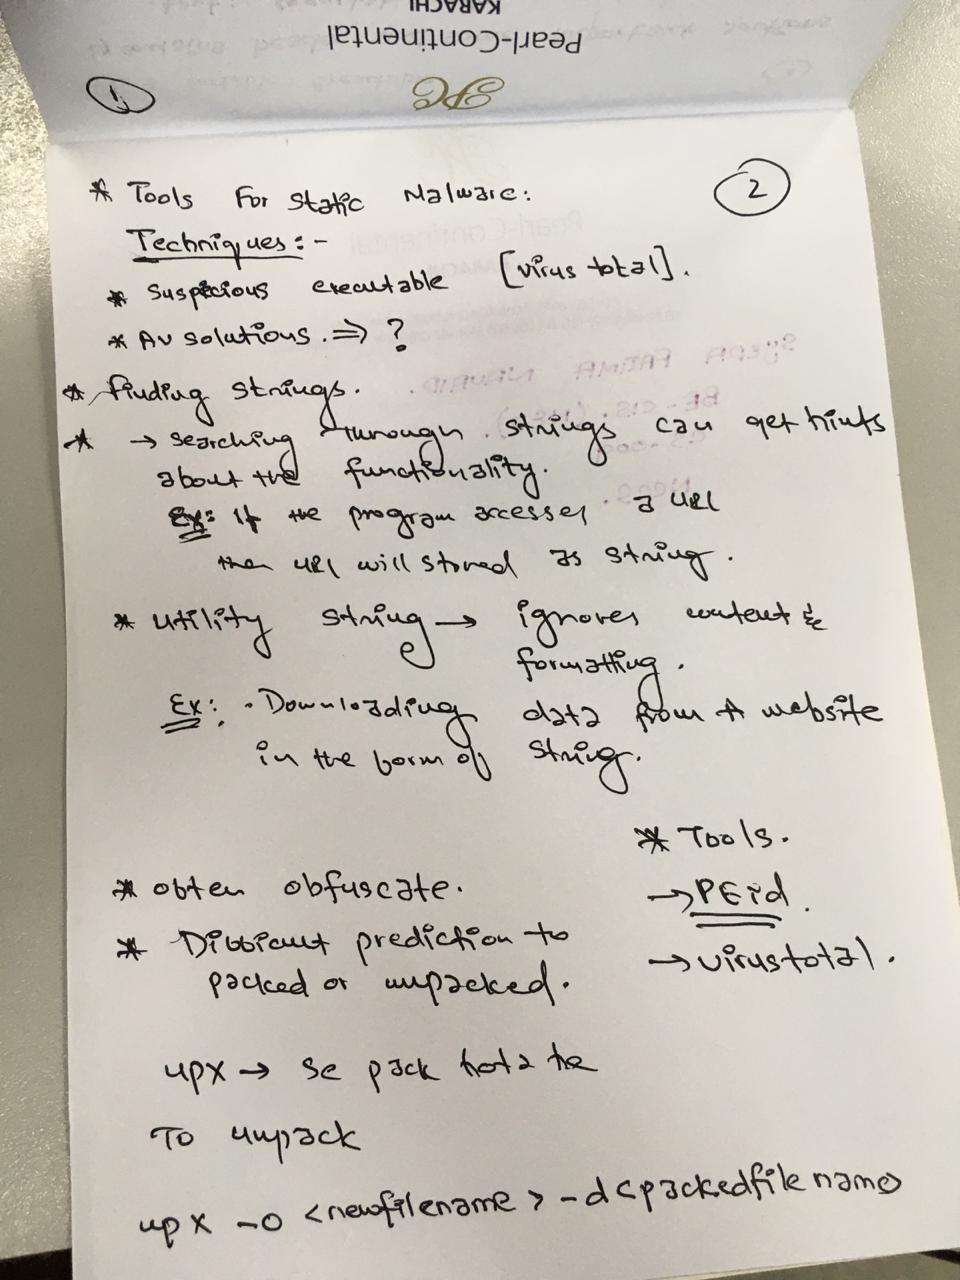 KARACHI
Pearl-Continental
PC
1
2
* Tools For Static Malware:
Techniques:-
* Suspicious executable [virus total].
* AV solutions. ⇒ ?
* finding strings.
* → Searching through strings can get hints
about the functionality.
Ex: if the program accesses a URL
then URL will stored as string.
* utility string → ignores content &
formatting.
Ex: . Downloading data from A website
in the form of string.
* Tools.
* often obfuscate.
→ PEid.
* Difficult prediction to
packed or unpacked.
→ virustotal.
upx → se pack hota he
To unpack
upx -o <newfilename> -d <packedfilename>